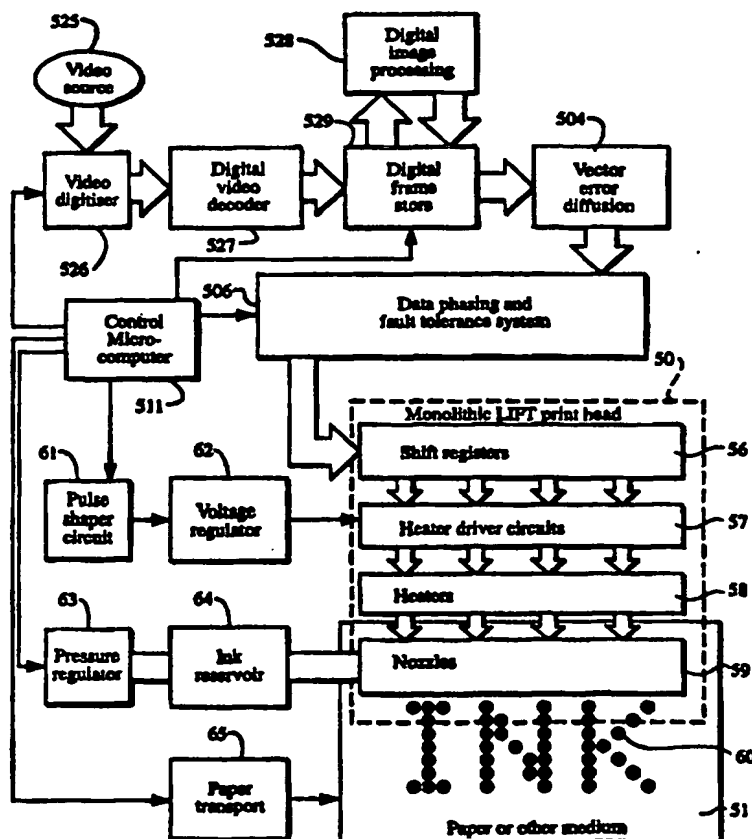 525
Video
source
528
Digital
image
processing
529
504
Video
digitiser
Digital
video
decoder
Digital
frame
store
Vector
error
diffusion
526
527
506
Control
Micro-
computer
Data phasing and
fault tolerance system
511
50
Monolithic LIFT print head
61
62
Shift registers
56
Pulse
shaper
circuit
Voltage
regulator
Heater driver circuits
57
63
64
Heaters
58
Pressure
regulator
Ink
reservoir
Nozzles
59
INK
65
60
Paper
transport
51
Paper or other medium